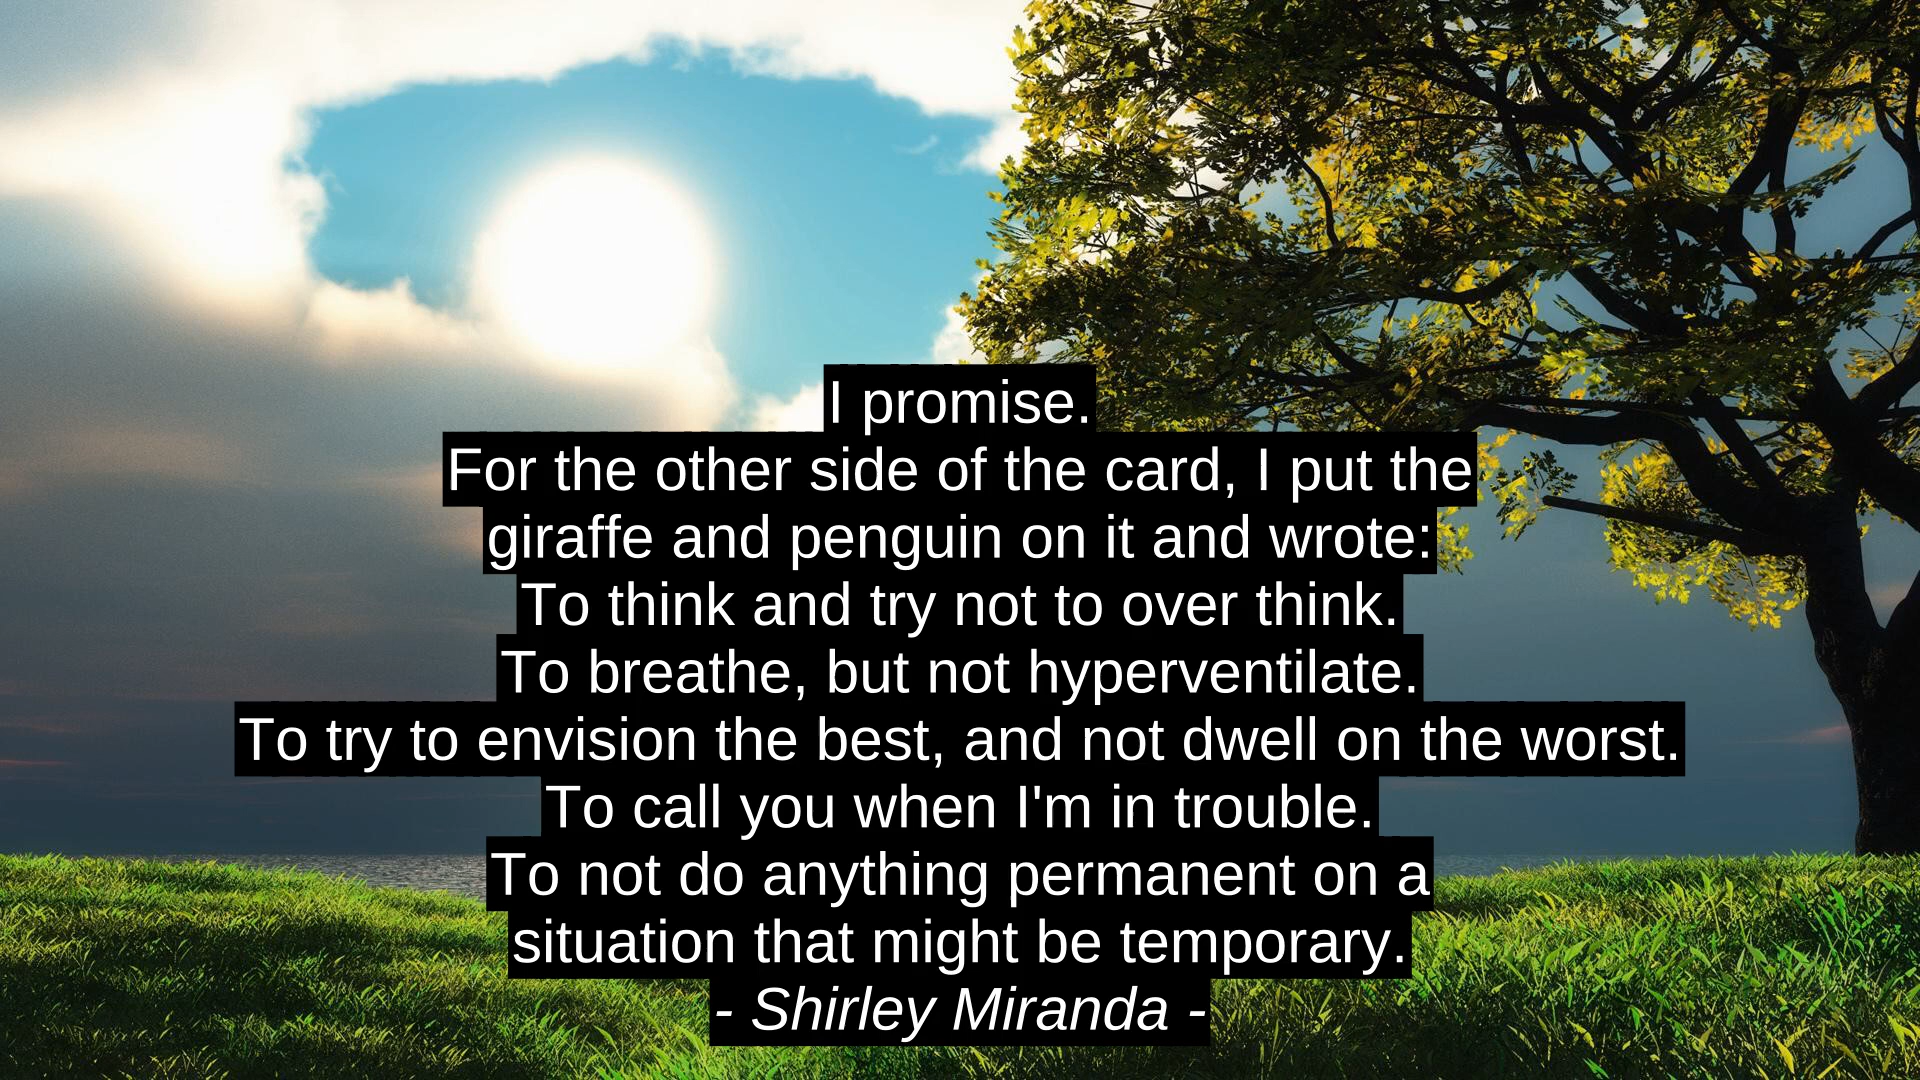 I promise.
For the other side of the card, I put the
giraffe and penguin on it and wrote:
To think and try not to over think.
To breathe, but not hyperventilate.
To try to envision the best, and not dwell on the worst.
To call you when I'm in trouble.
To not do anything permanent on a
situation that might be temporary.
- Shirley Miranda -